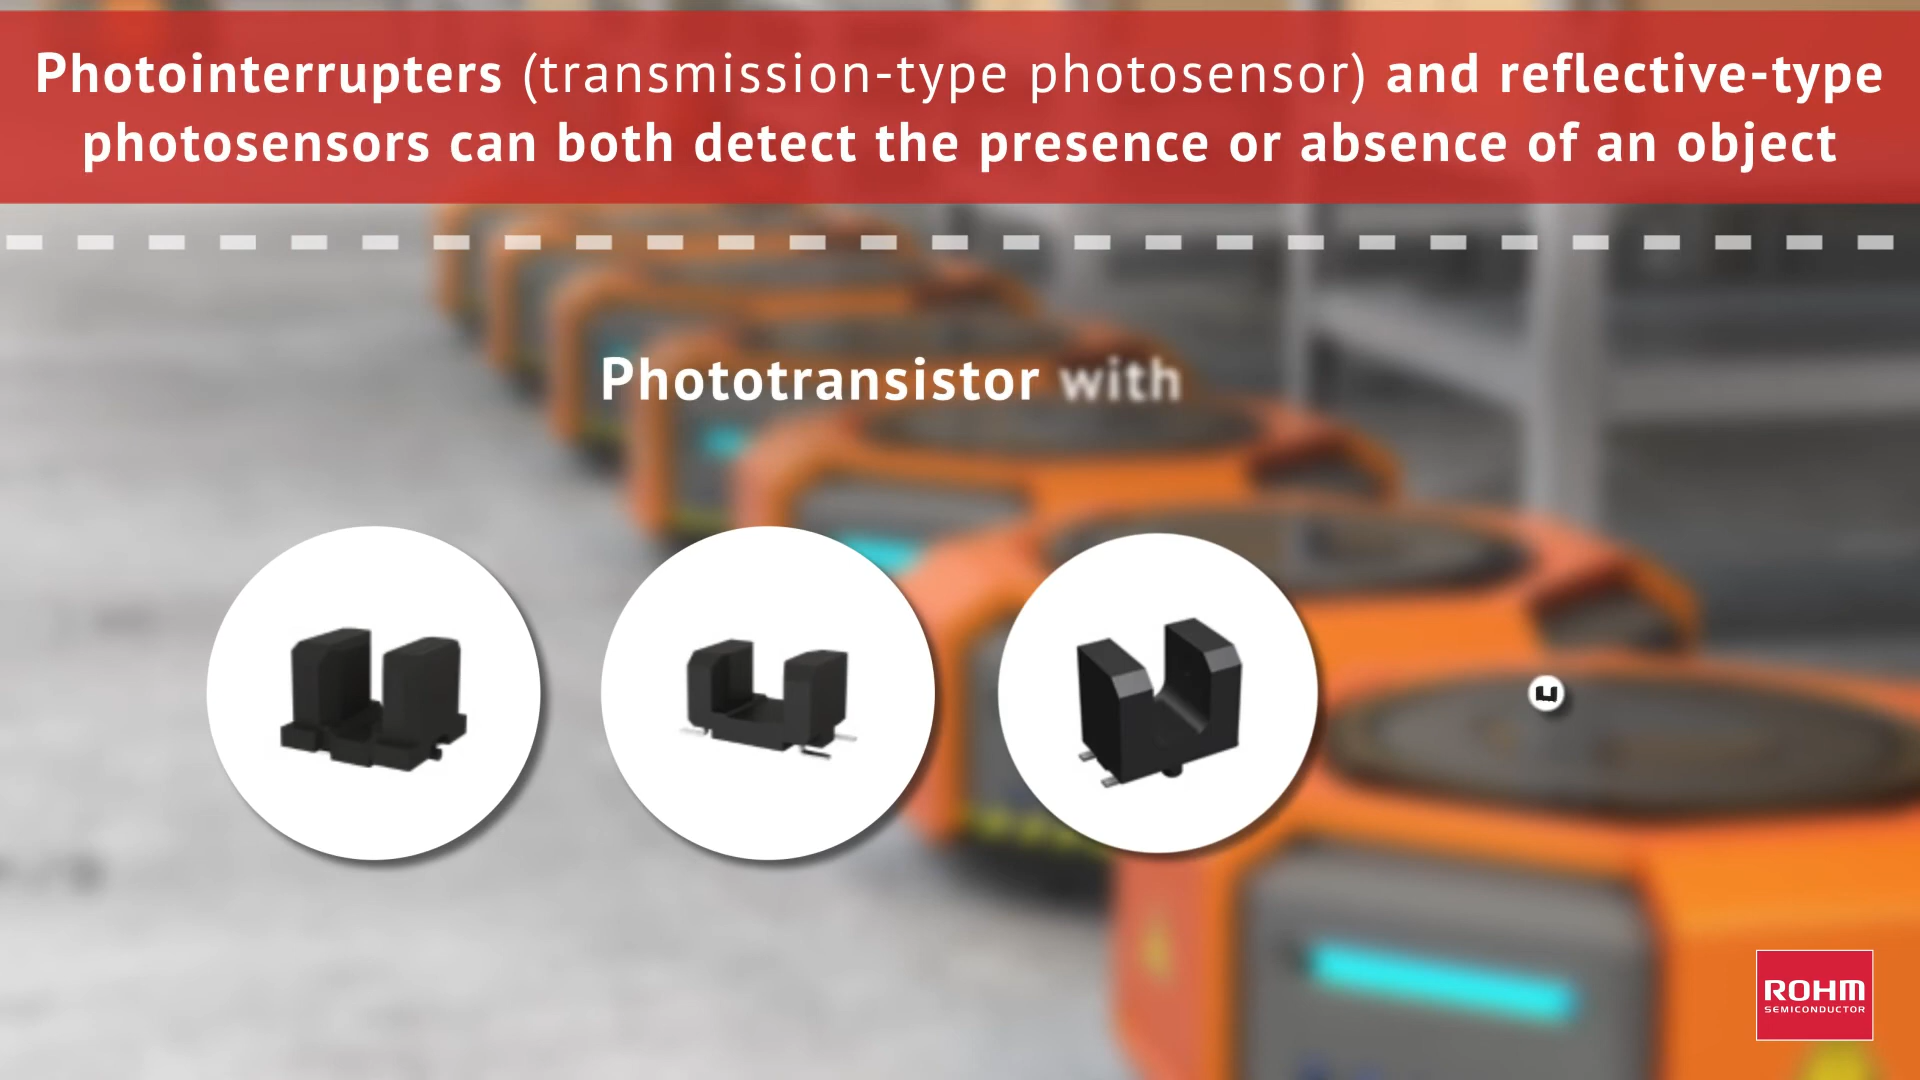 Photointerrupters (transmission-type photosensor) and reflective-type
photosensors can both detect the presence or absence of an object
Phototransistor with
ROHM
SEMICONDUCTOR